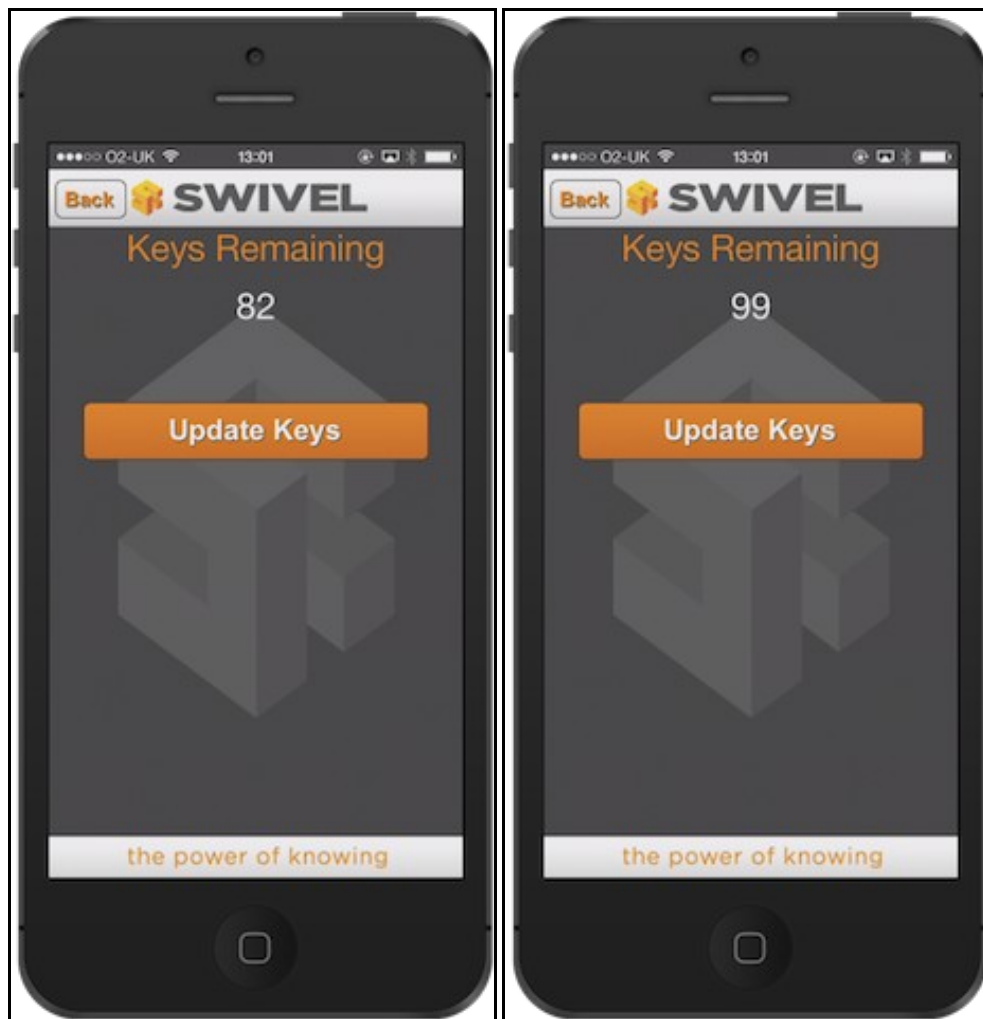 ●●●○○ O2-UK 13:01
Back SWIVEL
Keys Remaining
82
Update Keys
the power of knowing
●●●○○ O2-UK 13:01
Back SWIVEL
Keys Remaining
99
Update Keys
the power of knowing